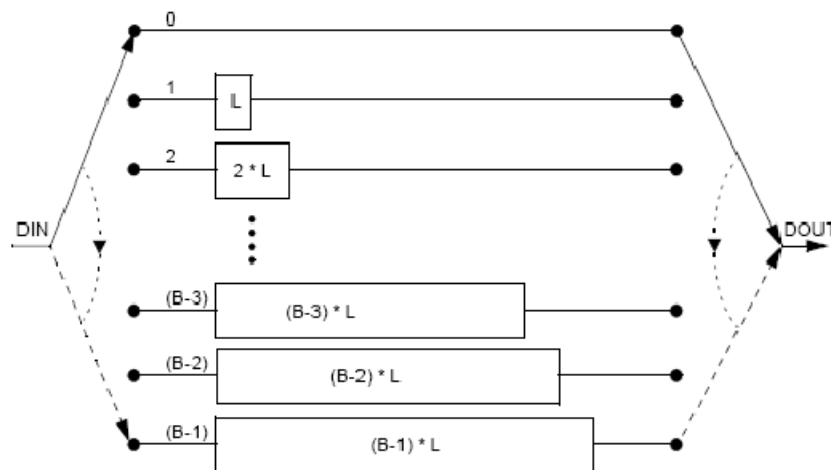 0
1
L
2
2 * L
DIN
DOUT
(B-3)
(B-3) * L
(B-2)
(B-2) * L
(B-1)
(B-1) * L